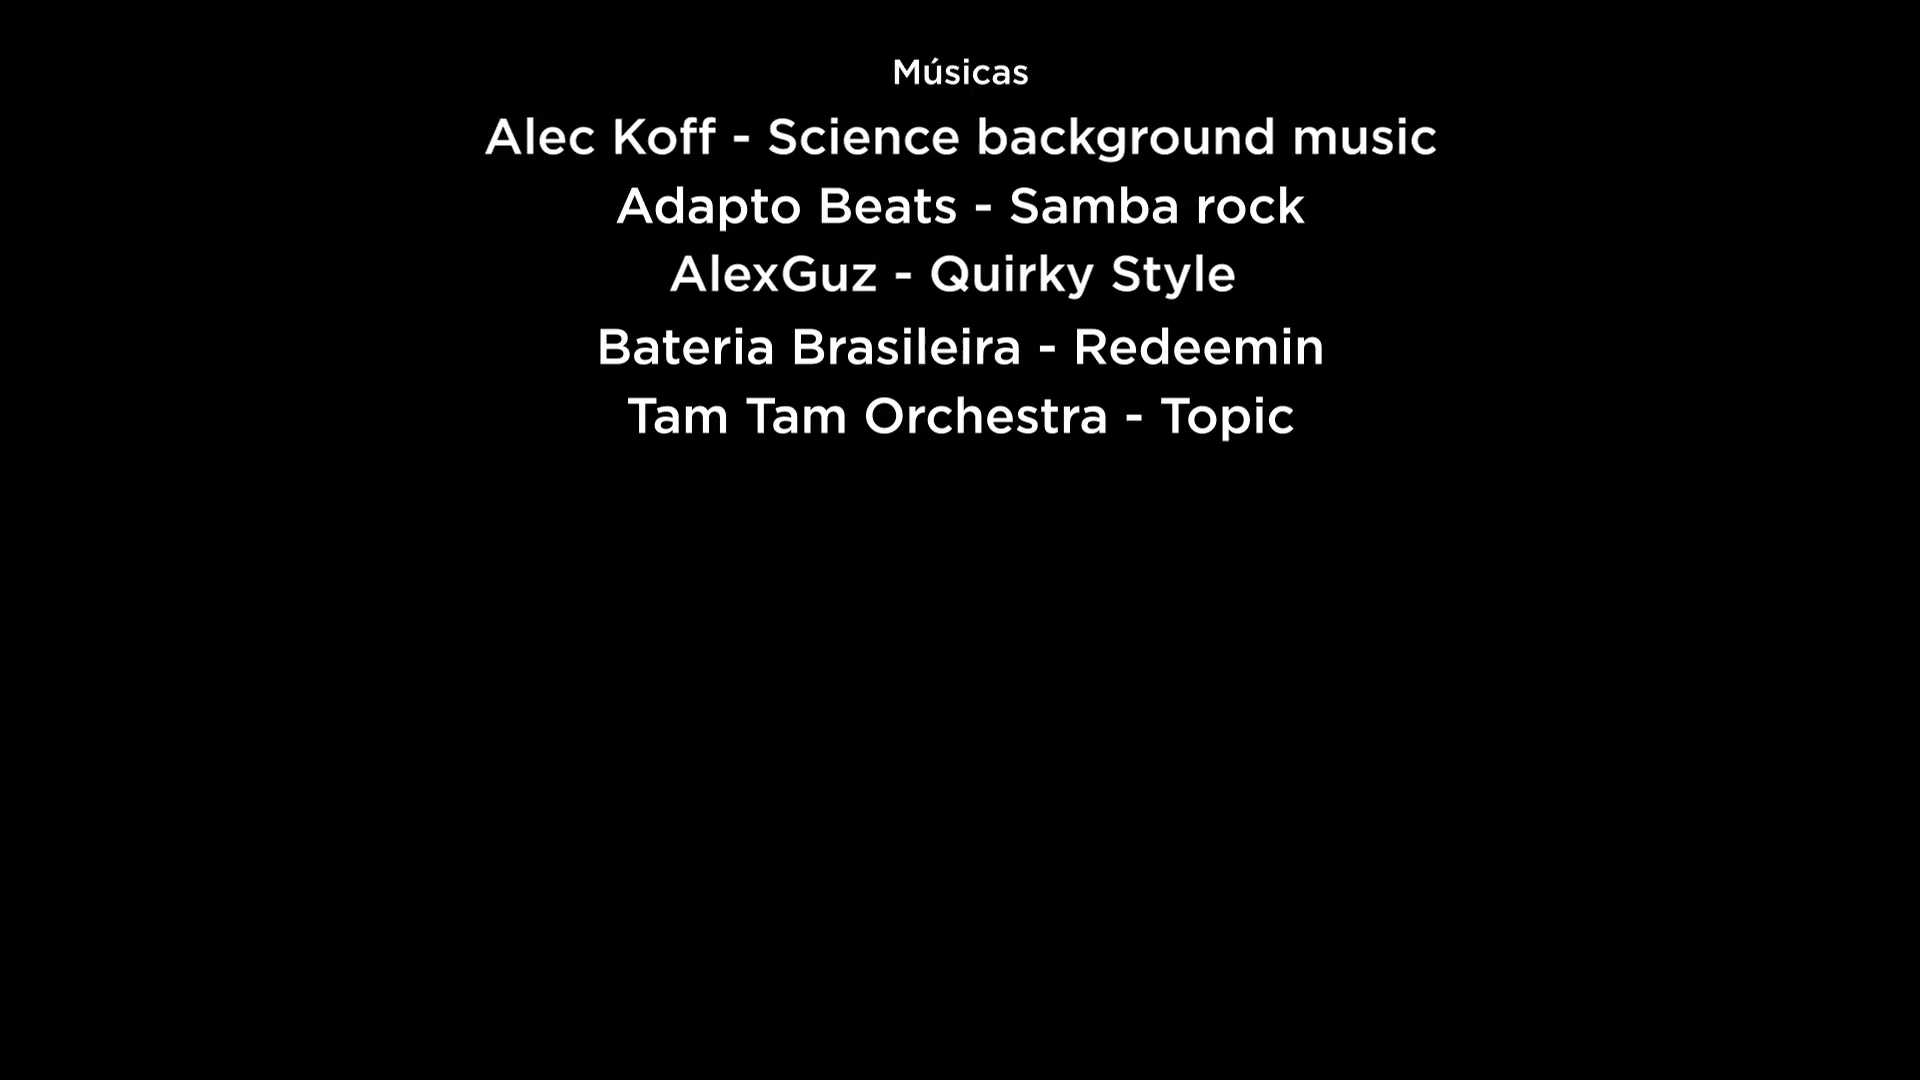 Músicas
Alec Koff - Science background music
Adapto Beats - Samba rock
AlexGuz - Quirky Style
Bateria Brasileira - Redeemin
Tam Tam Orchestra - Topic